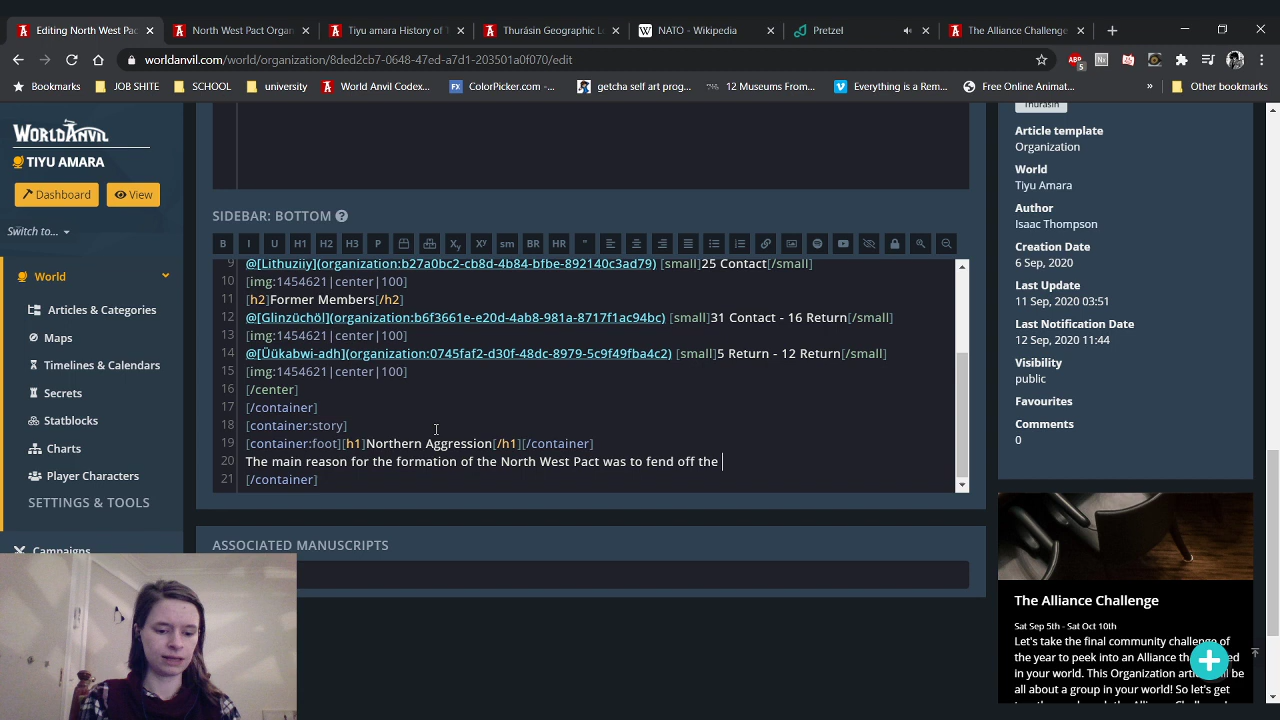 Editing North West Pac
North West Pact Organ
Tiyu amara History of T
Thurásin Geographic L
NATO - Wikipedia
Pretzel
The Alliance Challenge
worldanvil.com/world/organization/8ded2cb7-0648-47ed-a7d1-203501a0f070/edit
Bookmarks
JOB SHITE
SCHOOL
university
World Anvil Codex...
ColorPicker.com -...
getcha self art prog...
12 Museums From...
Everything is a Rem...
Free Online Animat...
»
Other bookmarks
WORLDANVIL
TIYU AMARA
Dashboard
View
Switch to...
World
Articles & Categories
Maps
Timelines & Calendars
Secrets
Statblocks
Charts
Player Characters
SETTINGS & TOOLS
Campaigns
SIDEBAR: BOTTOM
B I U H1 H2 H3 P Xy Xy sm BR HR "
9 @[Lithuziiy](organization:b27a0bc2-cb8d-4b84-bfbe-892140c3ad79) [small]25 Contact[/small]
10 [img:1454621|center|100]
11 [h2]Former Members[/h2]
12 @[Glinzûchöl](organization:b6f3661e-e20d-4ab8-981a-8717f1ac94bc) [small]31 Contact - 16 Return[/small]
13 [img:1454621|center|100]
14 @[Üükabwi-adh](organization:0745faf2-d30f-48dc-8979-5c9f49fba4c2) [small]5 Return - 12 Return[/small]
15 [img:1454621|center|100]
16 [/center]
17 [/container]
18 [container:story]
19 [container:foot][h1]Northern Aggression[/h1][/container]
20 The main reason for the formation of the North West Pact was to fend off the
21 [/container]
ASSOCIATED MANUSCRIPTS
Thurásin
Article template
Organization
World
Tiyu Amara
Author
Isaac Thompson
Creation Date
6 Sep, 2020
Last Update
11 Sep, 2020 03:51
Last Notification Date
12 Sep, 2020 11:44
Visibility
public
Favourites
Comments
0
The Alliance Challenge
Sat Sep 5th - Sat Oct 10th
Let's take the final community challenge of
the year to peek into an Alliance
in your world! This Organization
all about a group in your world! So let's get